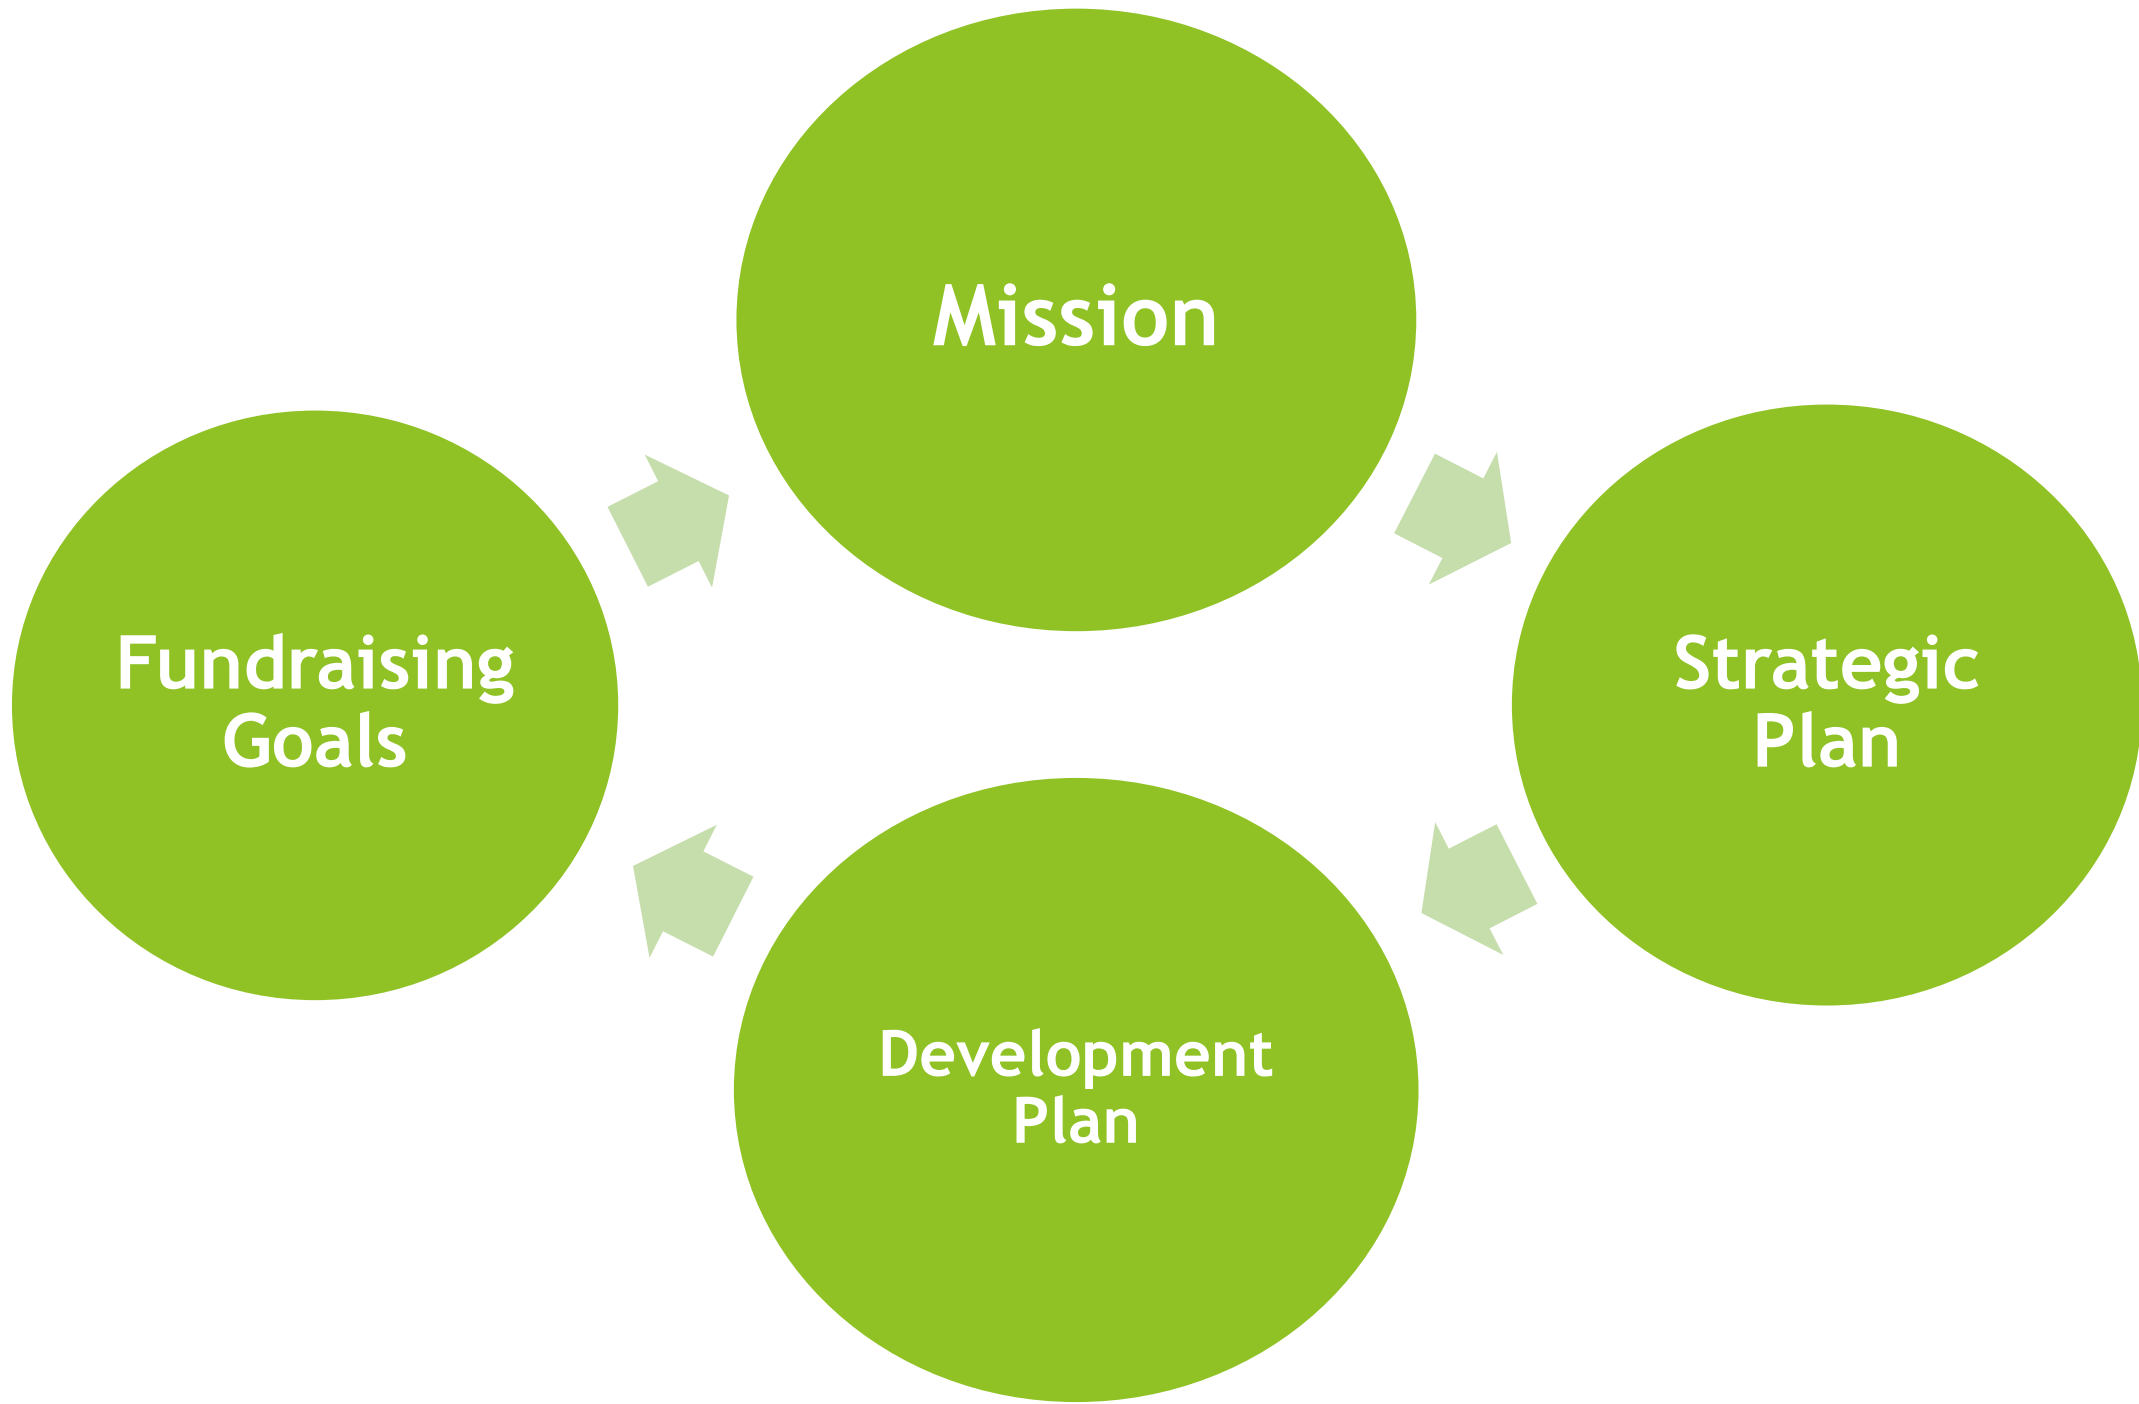 Mission
Fundraising
Goals
Strategic
Plan
Development
Plan